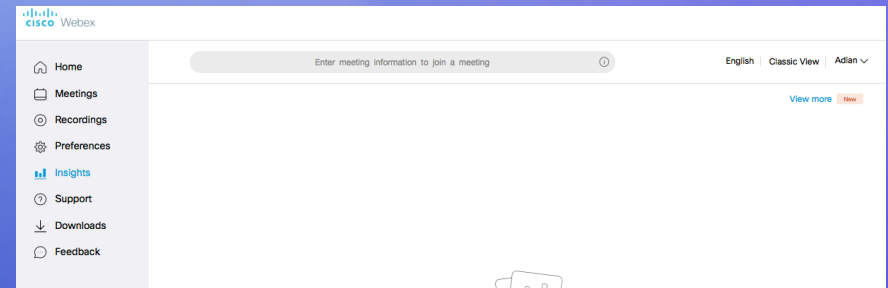 CISCO Webex
Enter meeting information to join a meeting
English Classic View Adian
View more New
Home
Meetings
Recordings
Preferences
Insights
Support
Downloads
Feedback